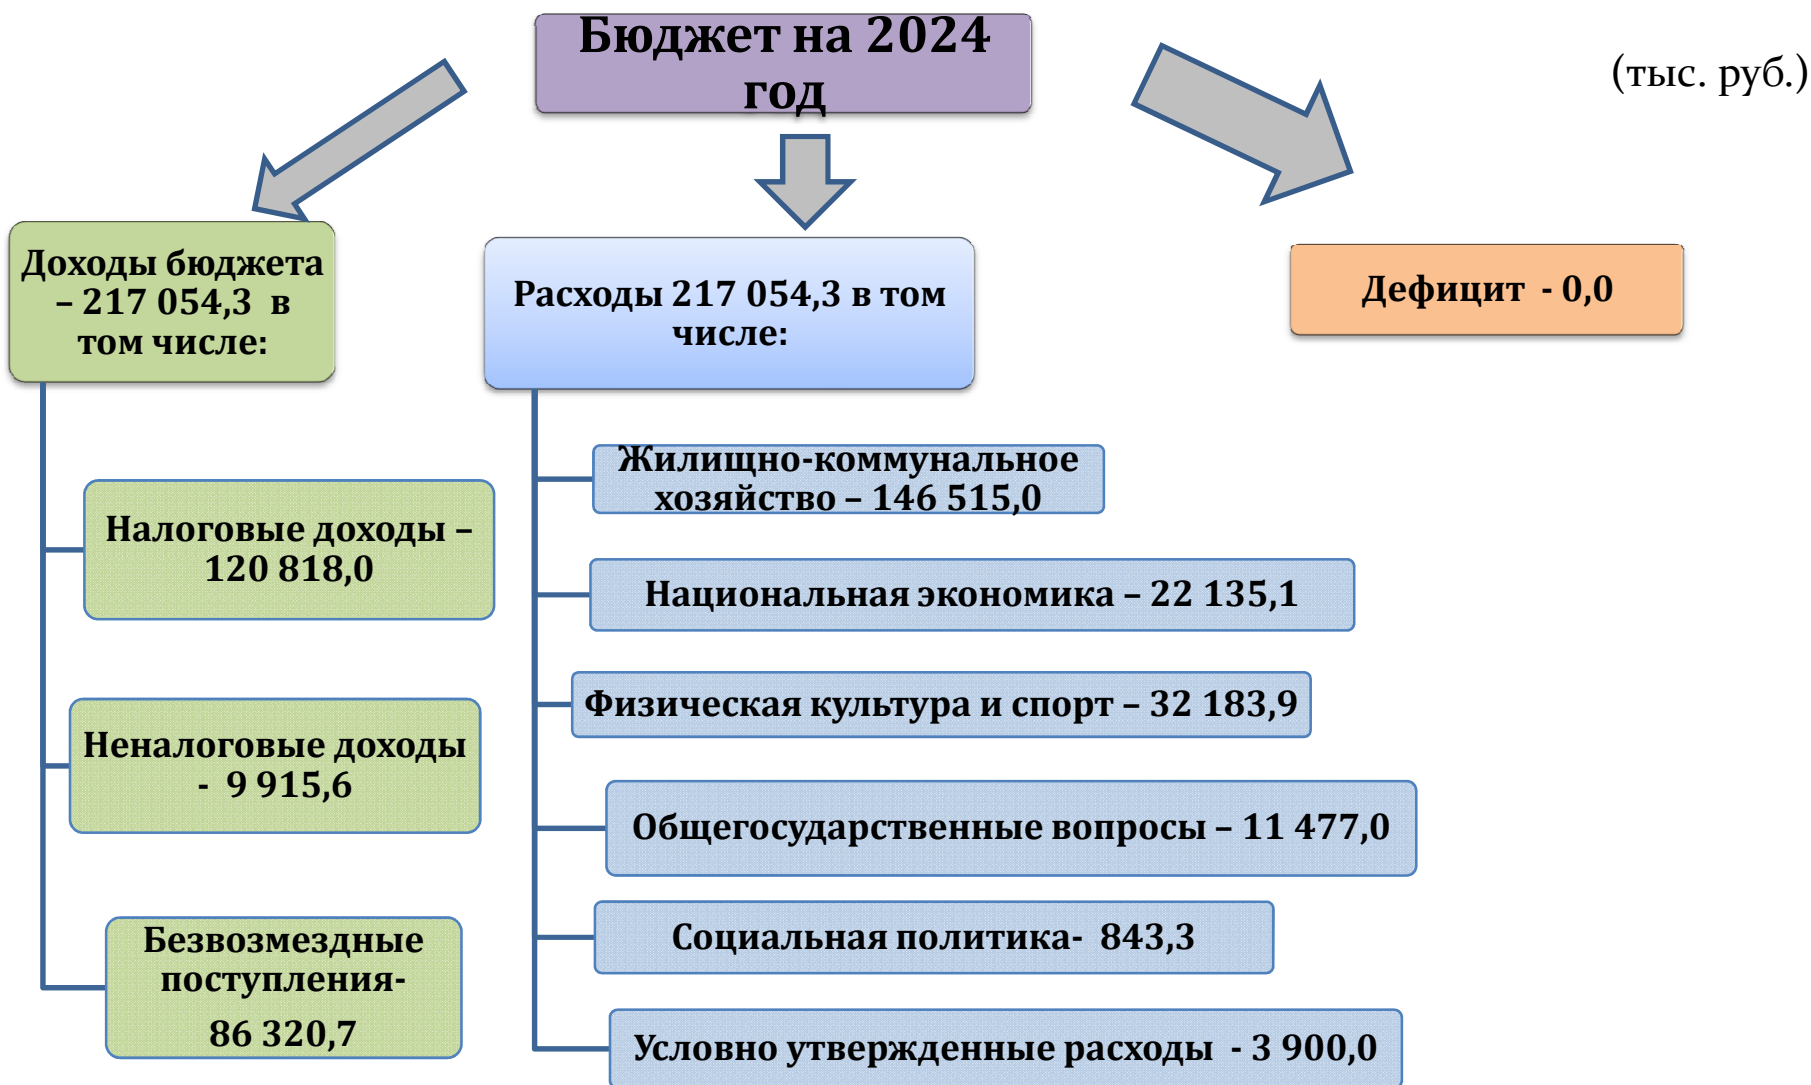 Бюджет на 2024
год
(тыс. руб.)
Доходы бюджета
– 217 054,3 в
том числе:
Налоговые доходы –
120 818,0
Неналоговые доходы
- 9 915,6
Безвозмездные
поступления-
86 320,7
Расходы 217 054,3 в том
числе:
Жилищно-коммунальное
хозяйство – 146 515,0
Национальная экономика – 22 135,1
Физическая культура и спорт – 32 183,9
Общегосударственные вопросы – 11 477,0
Социальная политика- 843,3
Условно утвержденные расходы - 3 900,0
Дефицит - 0,0